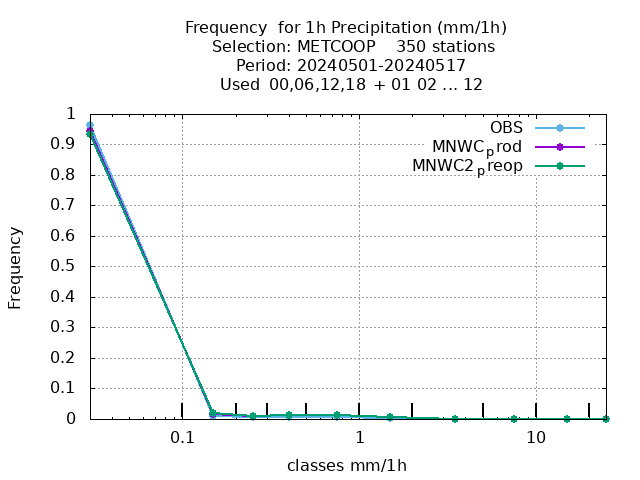 Frequency  for 1h Precipitation (mm/1h)
Selection: METCOOP    350 stations
Period: 20240501-20240517
Used  00,06,12,18  + 01 02 ... 12
OBS
MNWCprod
MNWC2preop
1
0.9
0.8
0.7
0.6
0.5
0.4
0.3
0.2
0.1
0
Frequency
0.1 1 10
classes mm/1h